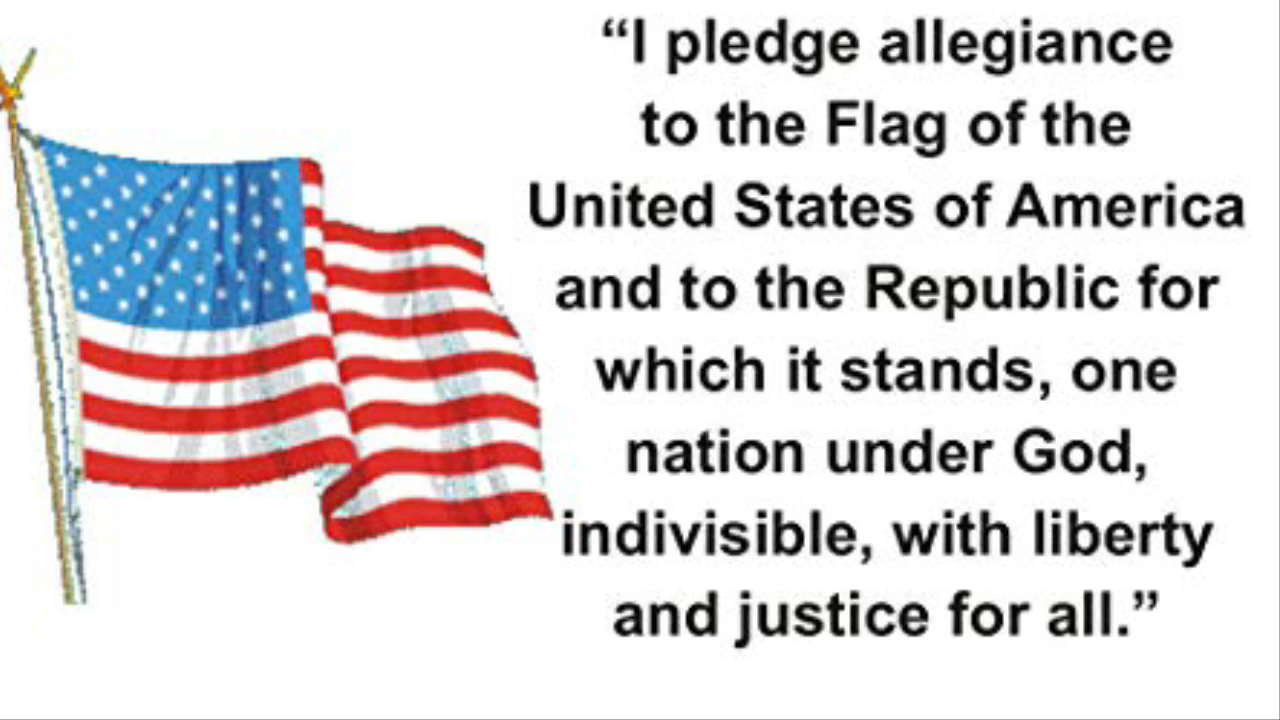 “I pledge allegiance
to the Flag of the
United States of America
and to the Republic for
which it stands, one
nation under God,
indivisible, with liberty
and justice for all.”